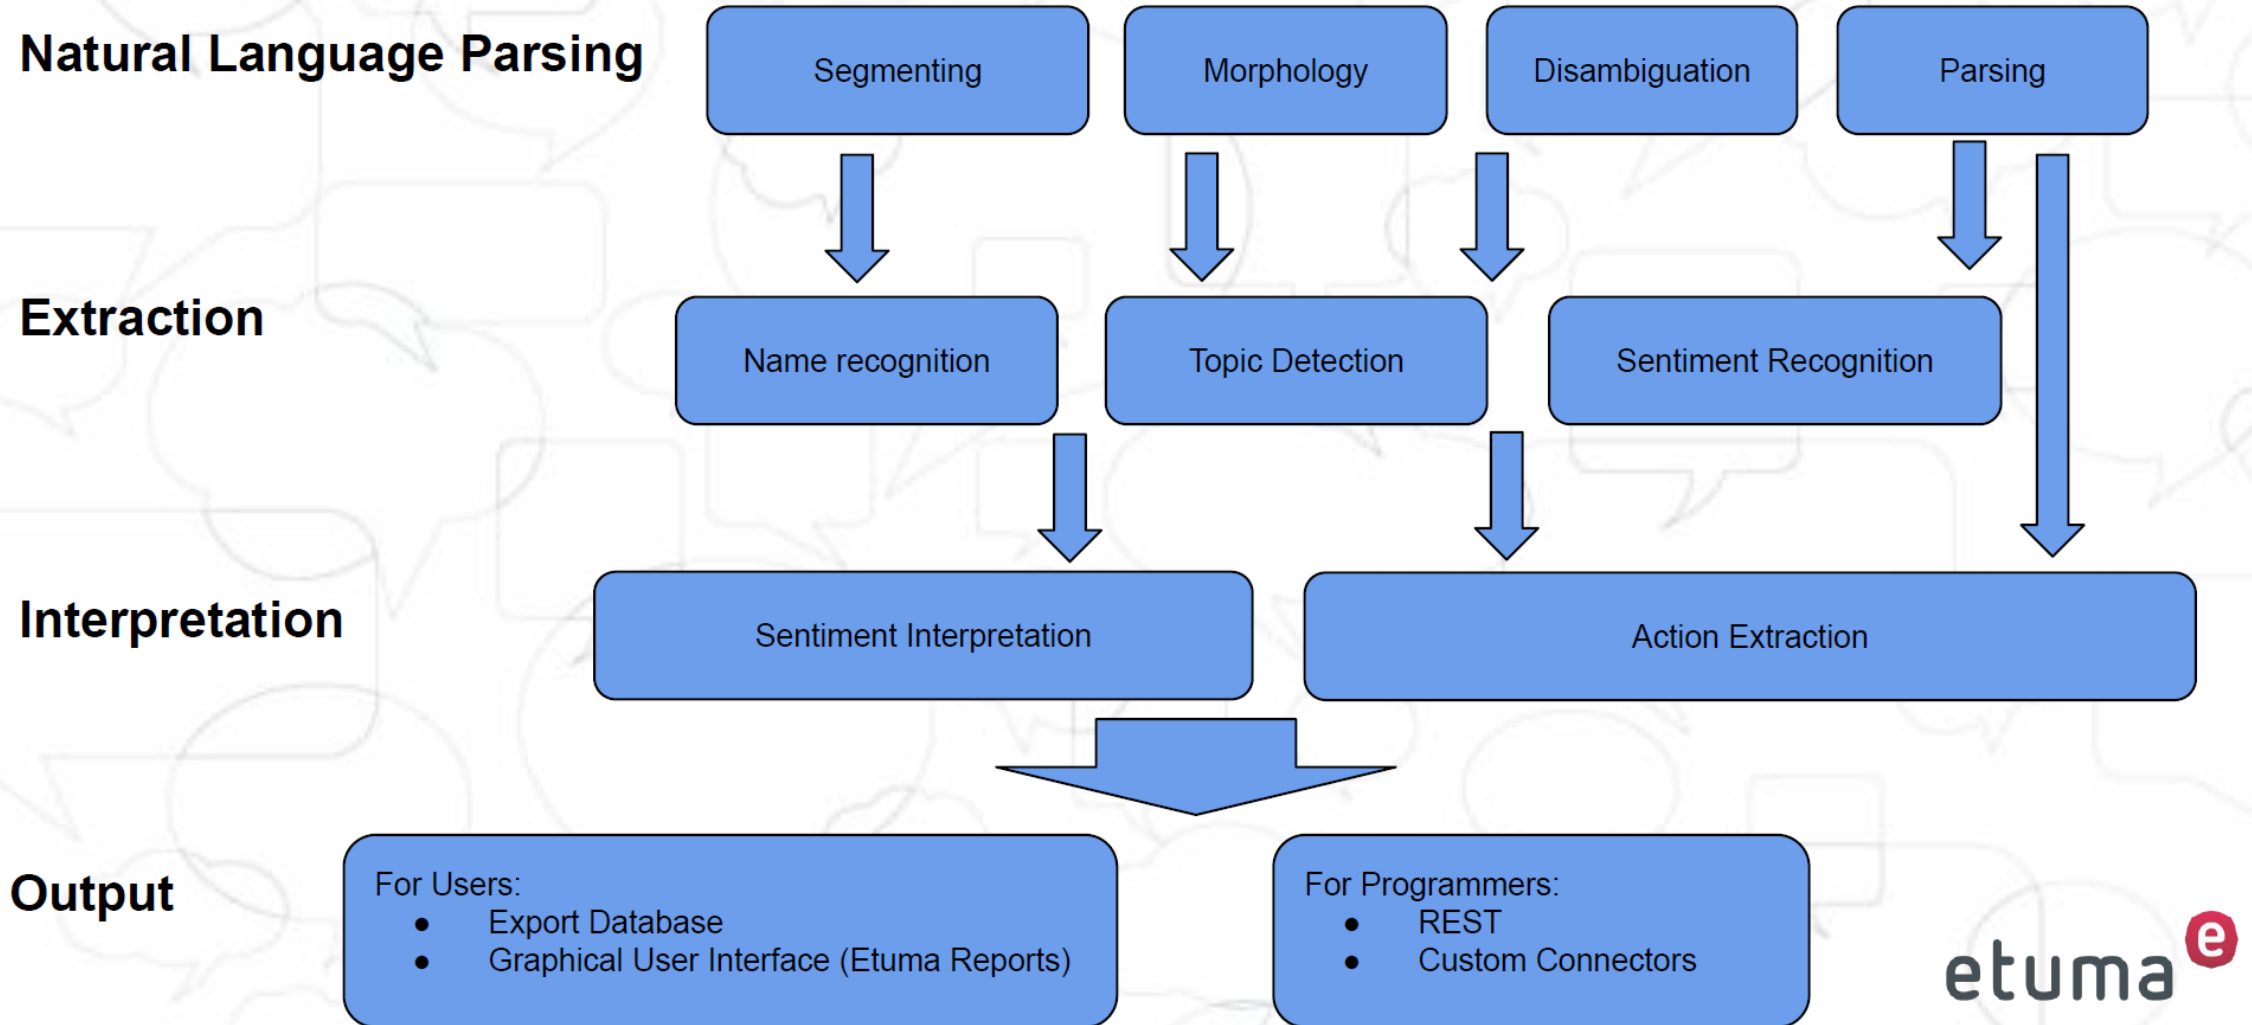 Natural Language Parsing
Segmenting
Morphology
Disambiguation
Parsing
Extraction
Name recognition
Topic Detection
Sentiment Recognition
Interpretation
Sentiment Interpretation
Action Extraction
Output
For Users:
● Export Database
● Graphical User Interface (Etuma Reports)
For Programmers:
● REST
● Custom Connectors
etuma e